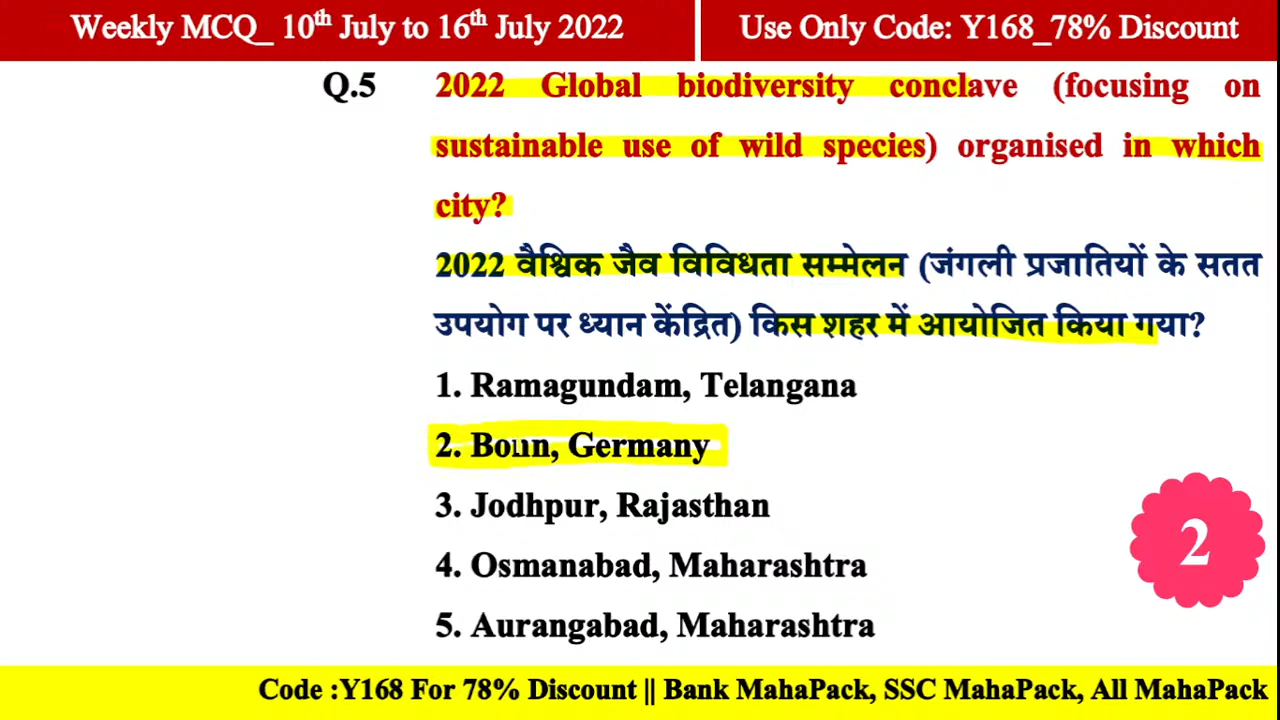 Weekly MCQ_ 10th July to 16th July 2022
Use Only Code: Y168_78% Discount
Q.5
2022 Global biodiversity conclave (focusing on
sustainable use of wild species) organised in which
city?
2022 वैश्विक जैव विविधता सम्मेलन (जंगली प्रजातियों के सतत
उपयोग पर ध्यान केंद्रित) किस शहर में आयोजित किया गया?
1. Ramagundam, Telangana
2. Bonn, Germany
3. Jodhpur, Rajasthan
4. Osmanabad, Maharashtra
5. Aurangabad, Maharashtra
2
Code :Y168 For 78% Discount || Bank MahaPack, SSC MahaPack, All MahaPack